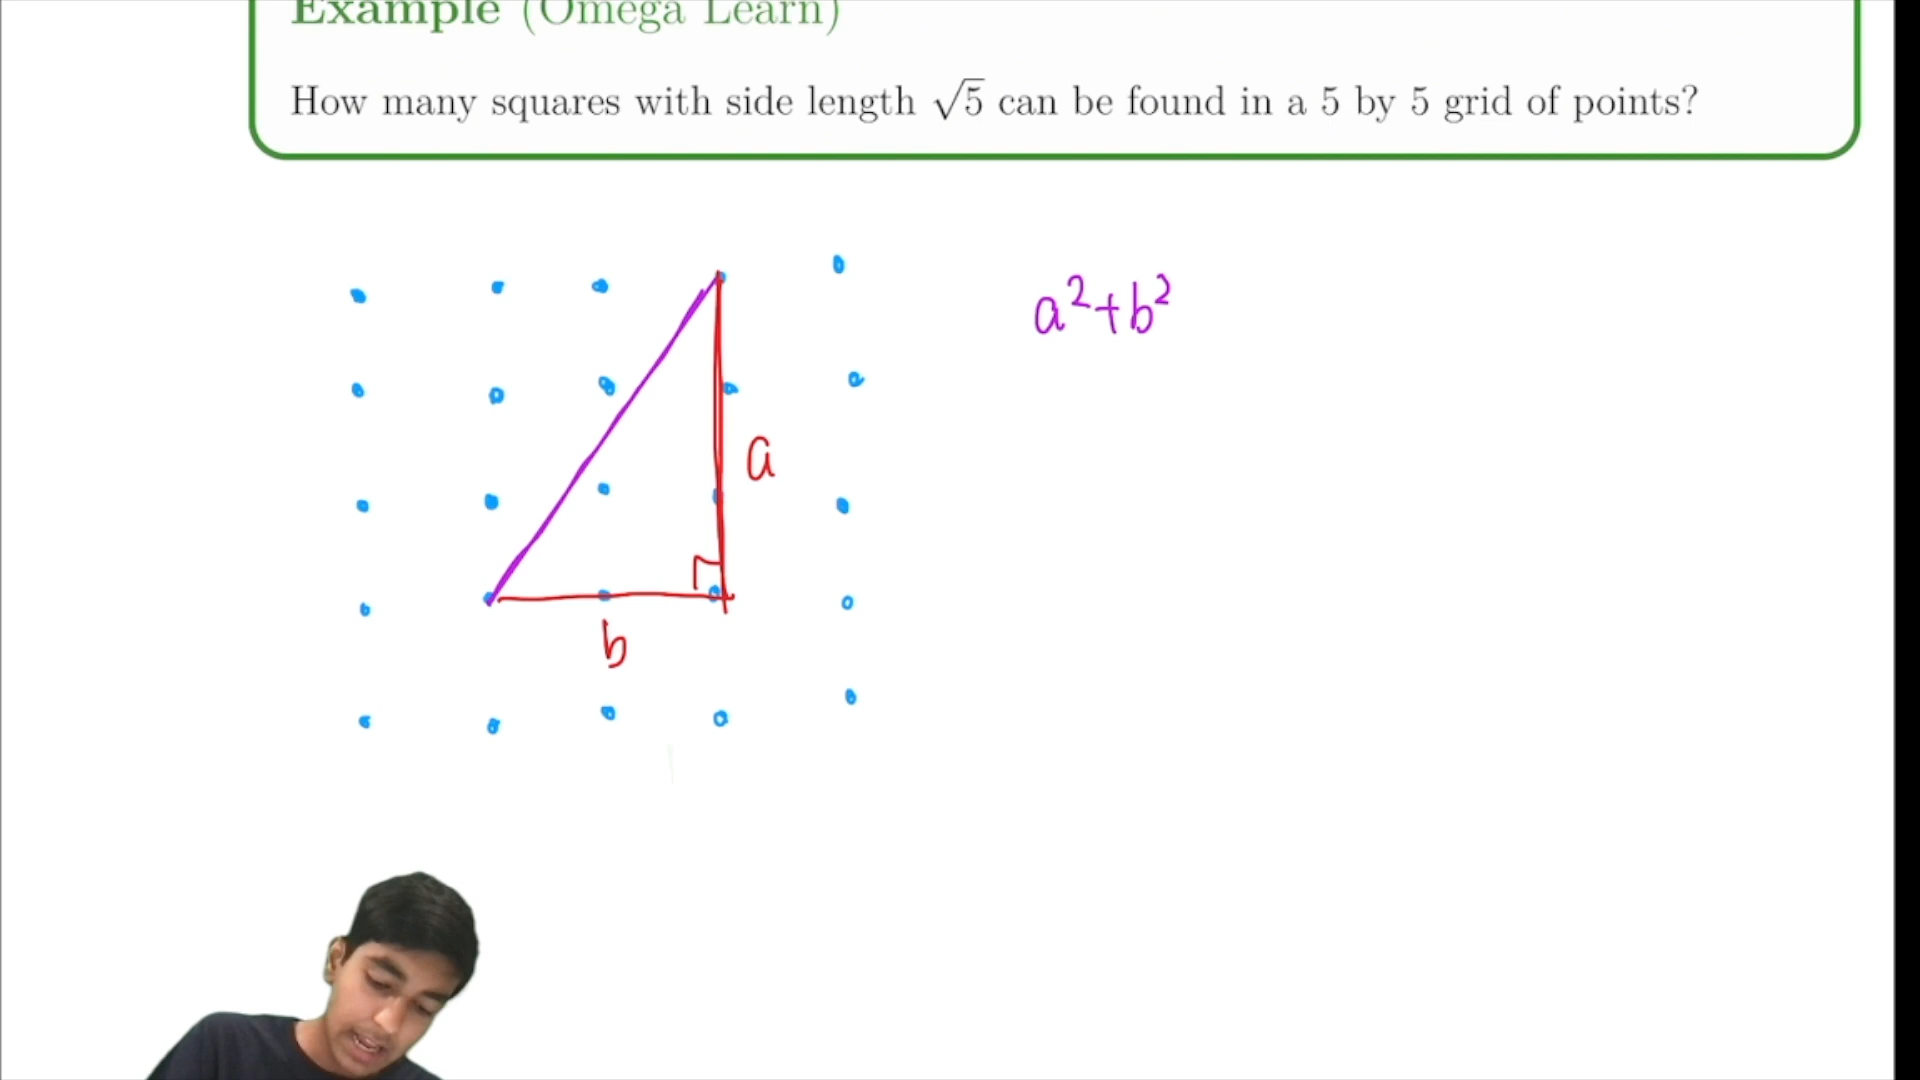 Example (Omega Learn)
How many squares with side length √5 can be found in a 5 by 5 grid of points?
a²+b²
a
b